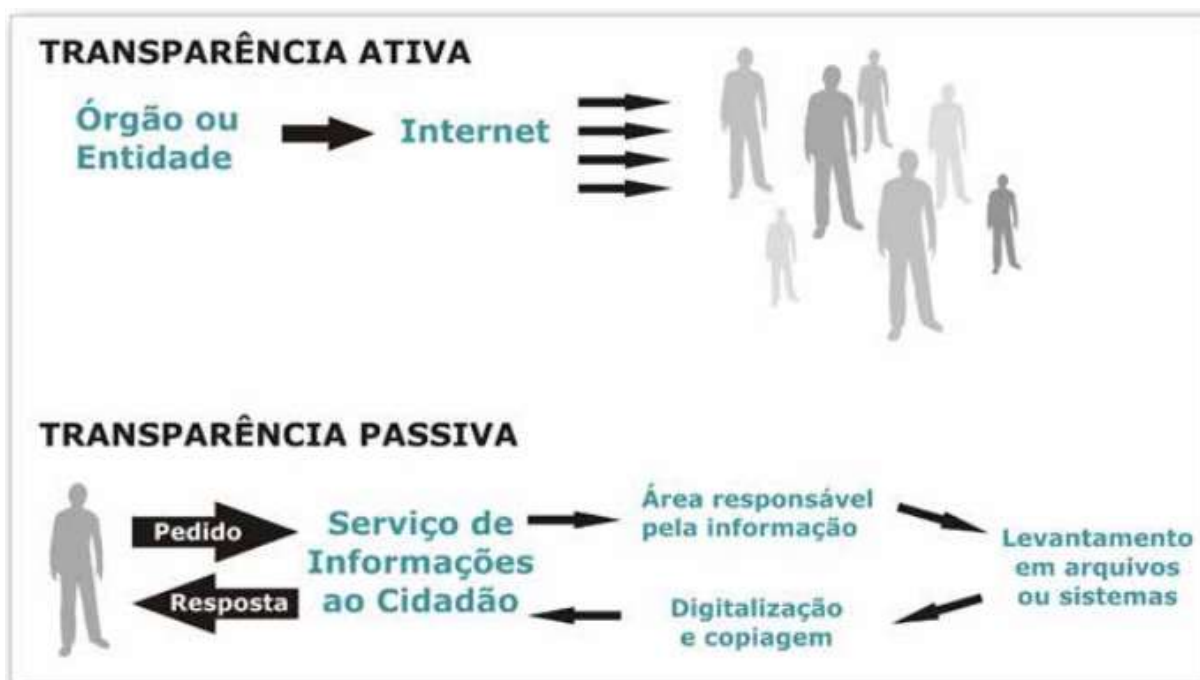 TRANSPARÊNCIA ATIVA
Órgão ou
Entidade
Internet
TRANSPARÊNCIA PASSIVA
Pedido
Resposta
Serviço de
Informações
ao Cidadão
Área responsável
pela informação
Levantamento
em arquivos
ou sistemas
Digitalização
e copiagem